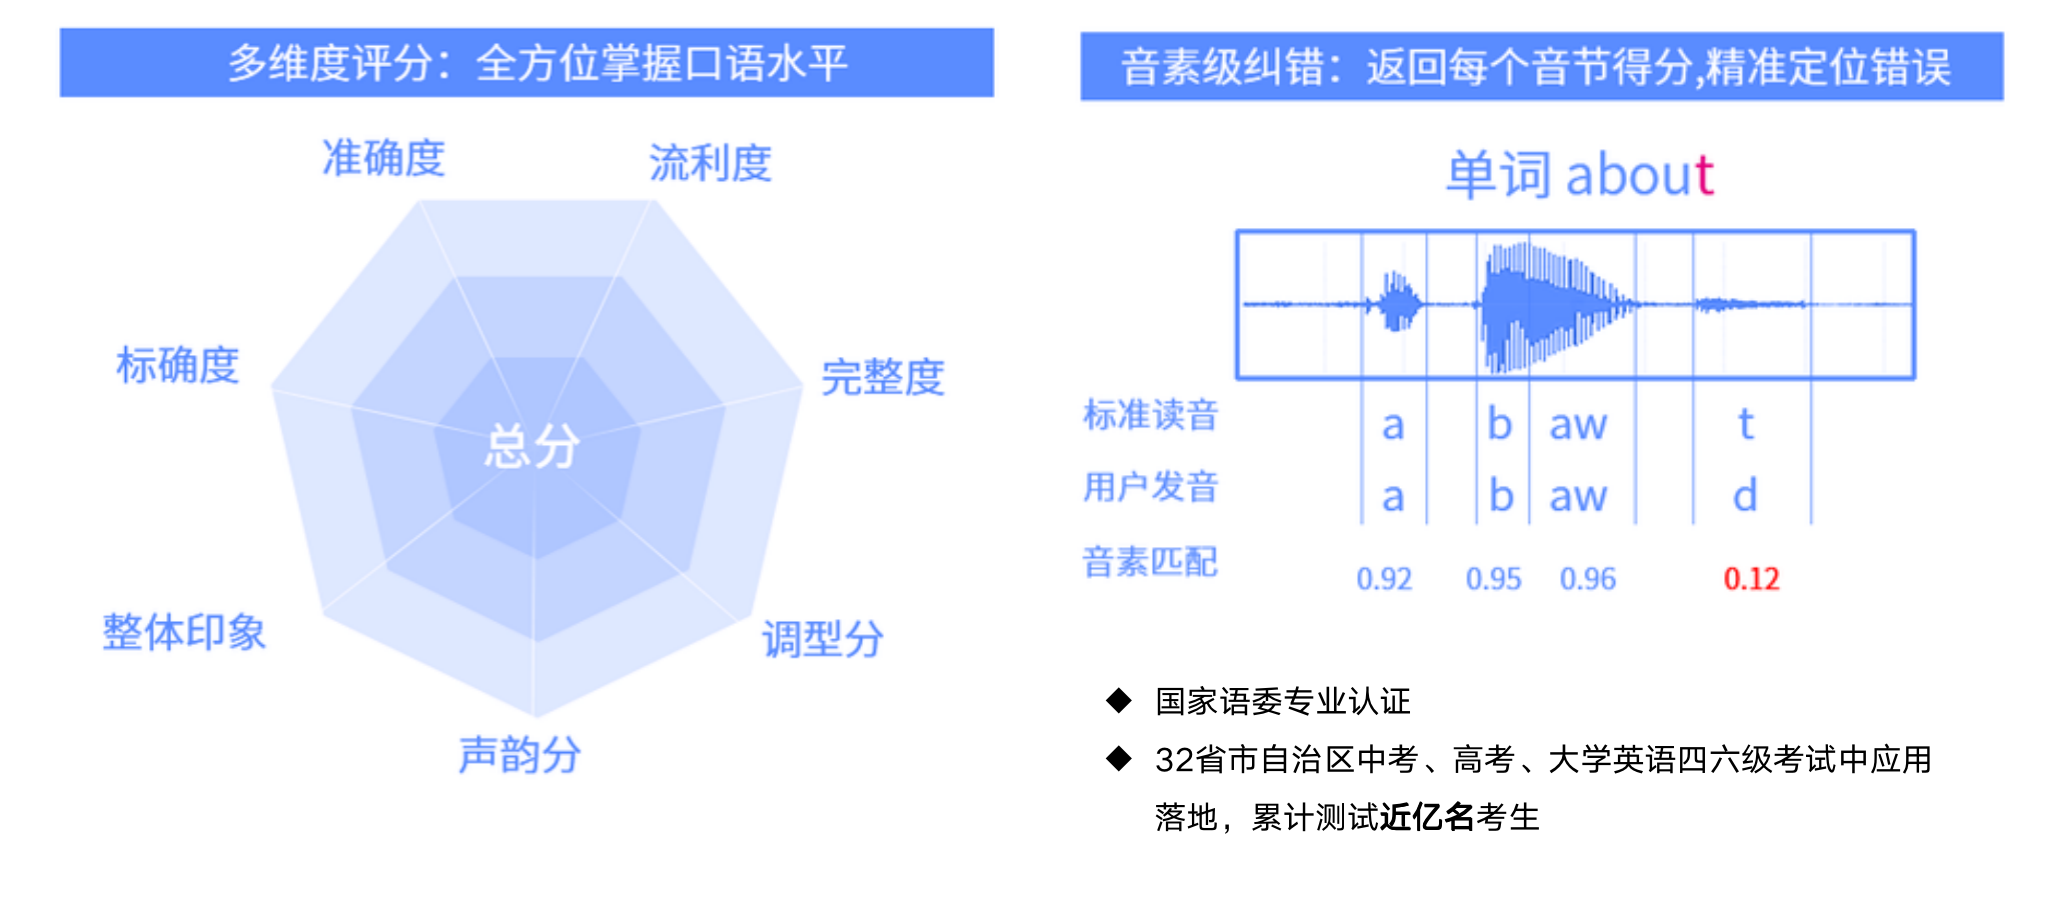 多维度评分：全方位掌握口语水平
准确度
流利度
标确度
完整度
总分
整体印象
调型分
声韵分
音素级纠错：返回每个音节得分,精准定位错误
单词 about
标准读音 a b aw t
用户发音 a b aw d
音素匹配 0.92 0.95 0.96 0.12
◆ 国家语委专业认证
◆ 32省市自治区中考、高考、大学英语四六级考试中应用
落地，累计测试近亿名考生